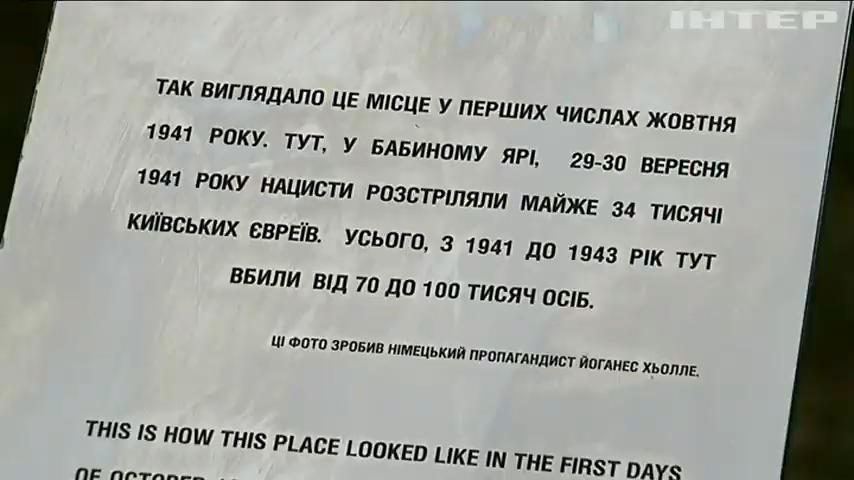 ІНТЕР
ТАК ВИГЛЯДАЛО ЦЕ МІСЦЕ У ПЕРШИХ ЧИСЛАХ ЖОВТНЯ
1941 РОКУ. ТУТ, У БАБИНОМУ ЯРІ, 29-30 ВЕРЕСНЯ
1941 РОКУ НАЦИСТИ РОЗСТРІЛЯЛИ МАЙЖЕ 34 ТИСЯЧІ
КИЇВСЬКИХ ЄВРЕЇВ. УСЬОГО, З 1941 ДО 1943 РІК ТУТ
ВБИЛИ ВІД 70 ДО 100 ТИСЯЧ ОСІБ.
ЦІ ФОТО ЗРОБИВ НІМЕЦЬКИЙ ПРОПАГАНДИСТ ЙОГАНЕС ХЬОЛЛЕ.
THIS IS HOW THIS PLACE LOOKED LIKE IN THE FIRST DAYS
OF OCTOBER